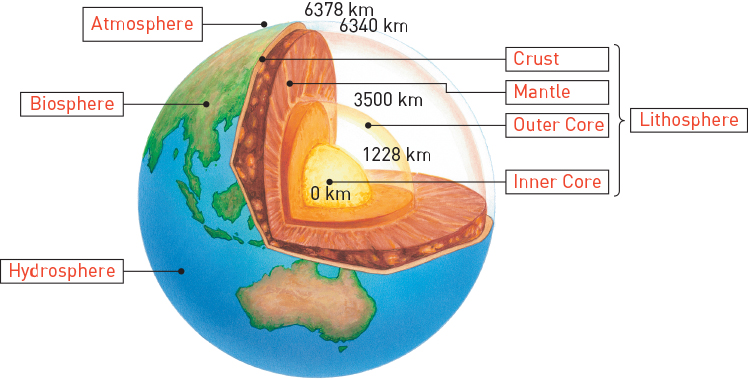 6378 km
Atmosphere
6340 km
Crust
Mantle
3500 km
Biosphere
Outer Core
Lithosphere
1228 km
Inner Core
0 km
Hydrosphere